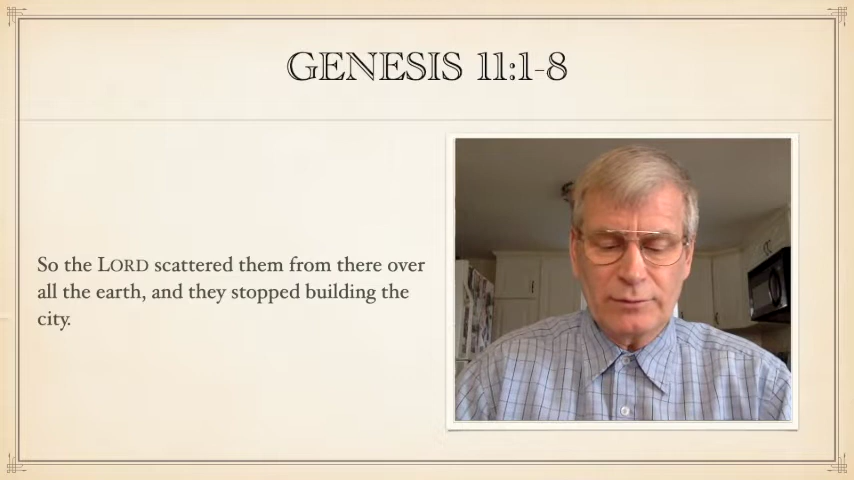 GENESIS 11:1-8
So the LORD scattered them from there over
all the earth, and they stopped building the
city.